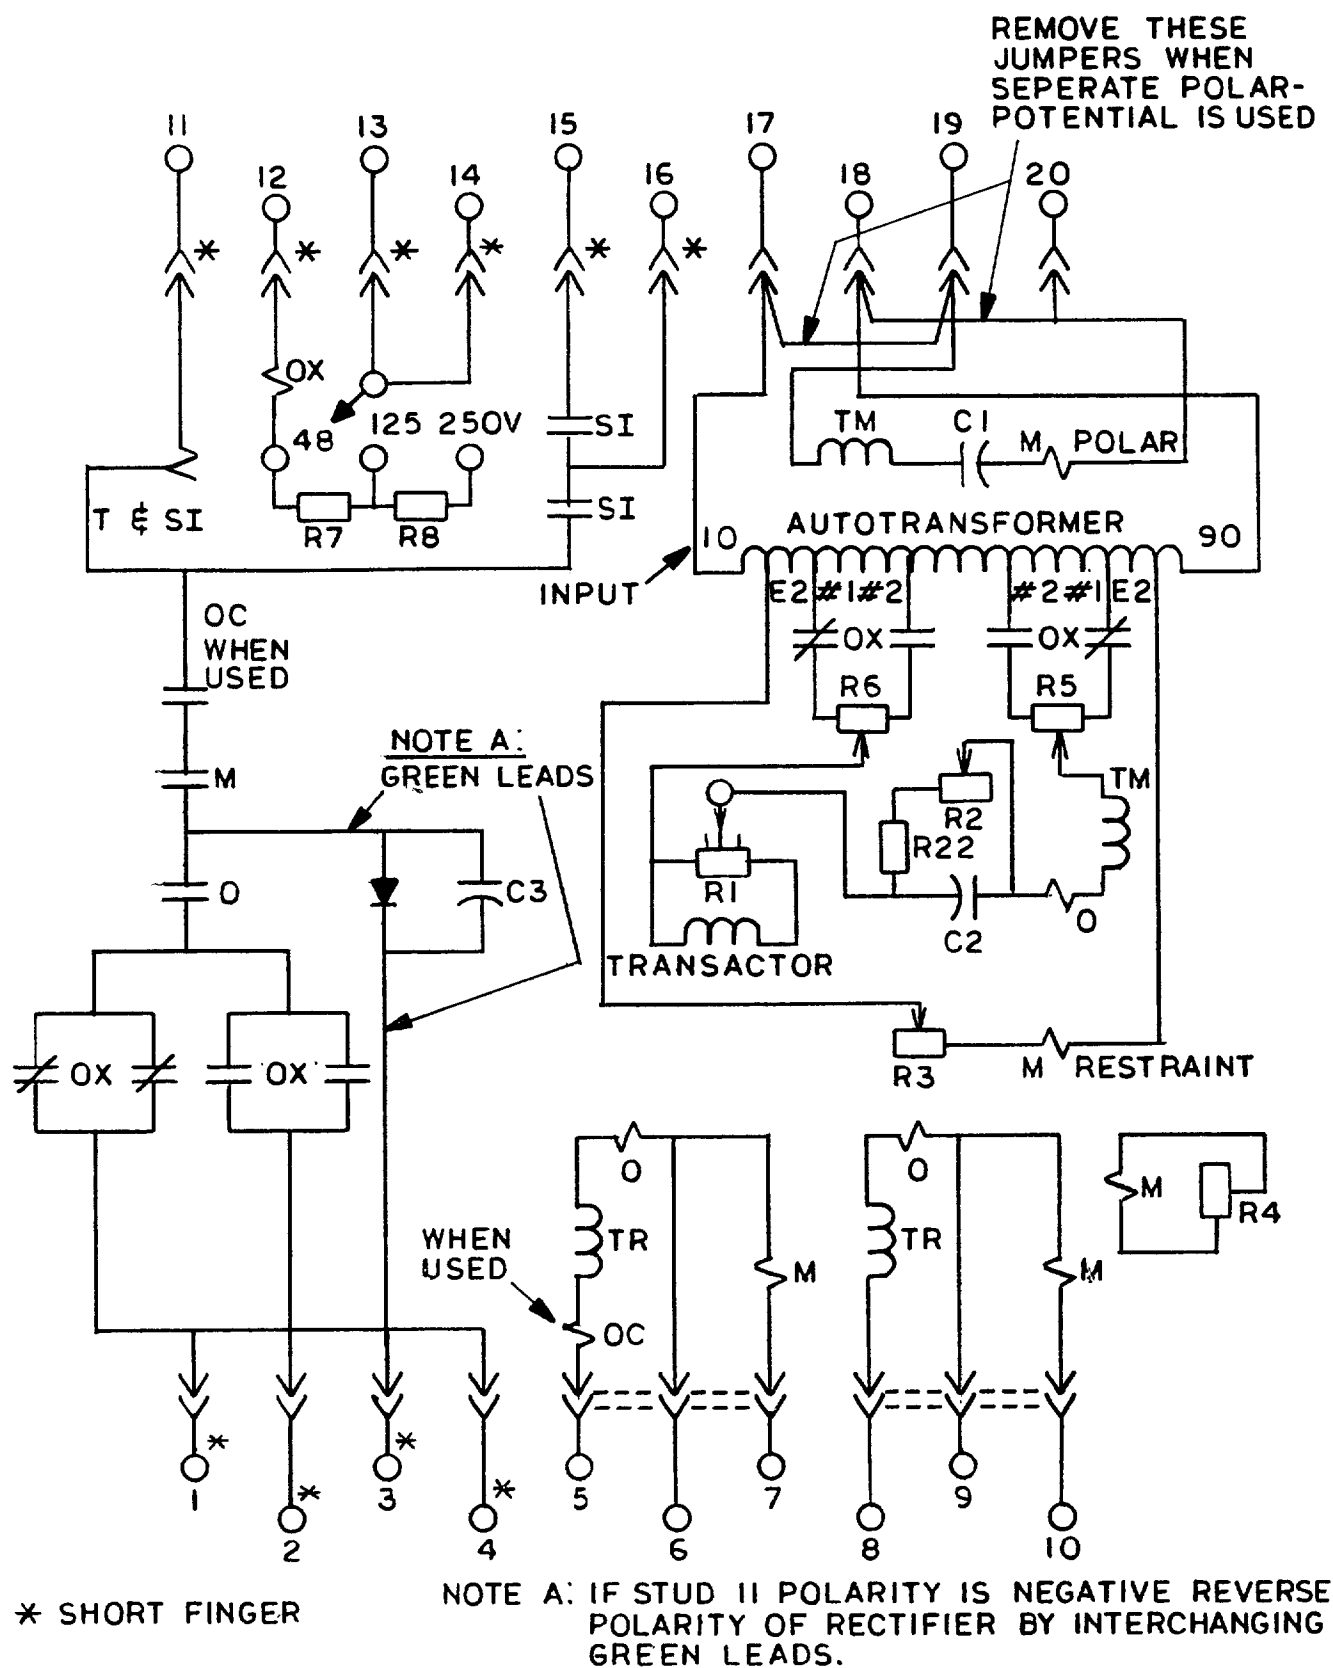 REMOVE THESE
JUMPERS WHEN
SEPERATE POLAR-
POTENTIAL IS USED
11
13
15
17
19
12
14
16
18
20
*
*
*
*
*
*
OX
48
125
250V
SI
TM
C1
M
POLAR
T & SI
R7
R8
SI
10
AUTOTRANSFORMER
90
INPUT
E2
#1
#2
#2
#1
E2
OC
WHEN
USED
OX
OX
R6
R5
NOTE A:
GREEN LEADS
M
TM
R2
R22
O
C3
R1
C2
O
TRANSACTOR
OX
OX
R3
M
RESTRAINT
O
O
M
R4
WHEN
USED
TR
TR
M
M
OC
*
*
*
*
1
3
5
7
9
2
4
6
8
10
* SHORT FINGER
NOTE A: IF STUD 11 POLARITY IS NEGATIVE REVERSE
POLARITY OF RECTIFIER BY INTERCHANGING
GREEN LEADS.